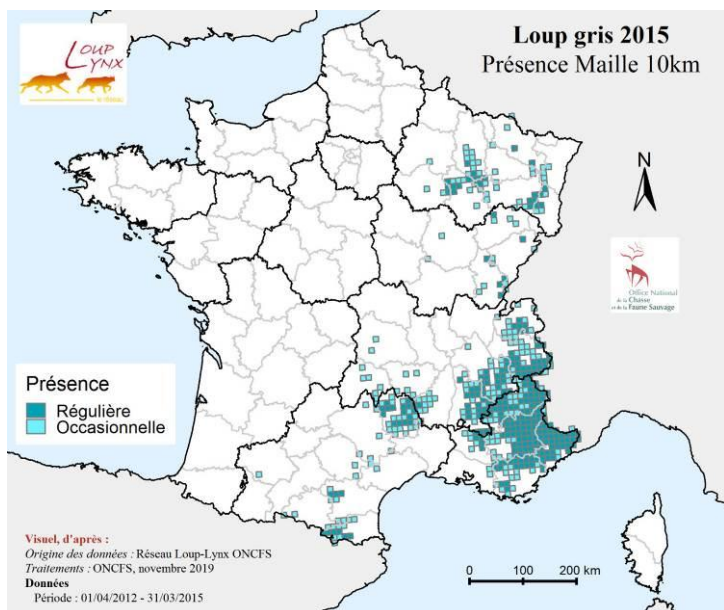 LOUP
LYNX
Loup gris 2015
Présence Maille 10km
N
Office National
de la Chasse
et de la Faune Sauvage
Présence
Régulière
Occasionnelle
Visuel, d'après :
Origine des données : Réseau Loup-Lynx ONCFS
Traitements : ONCFS, novembre 2019
Données
Période : 01/04/2012 - 31/03/2015
0 100 200 km